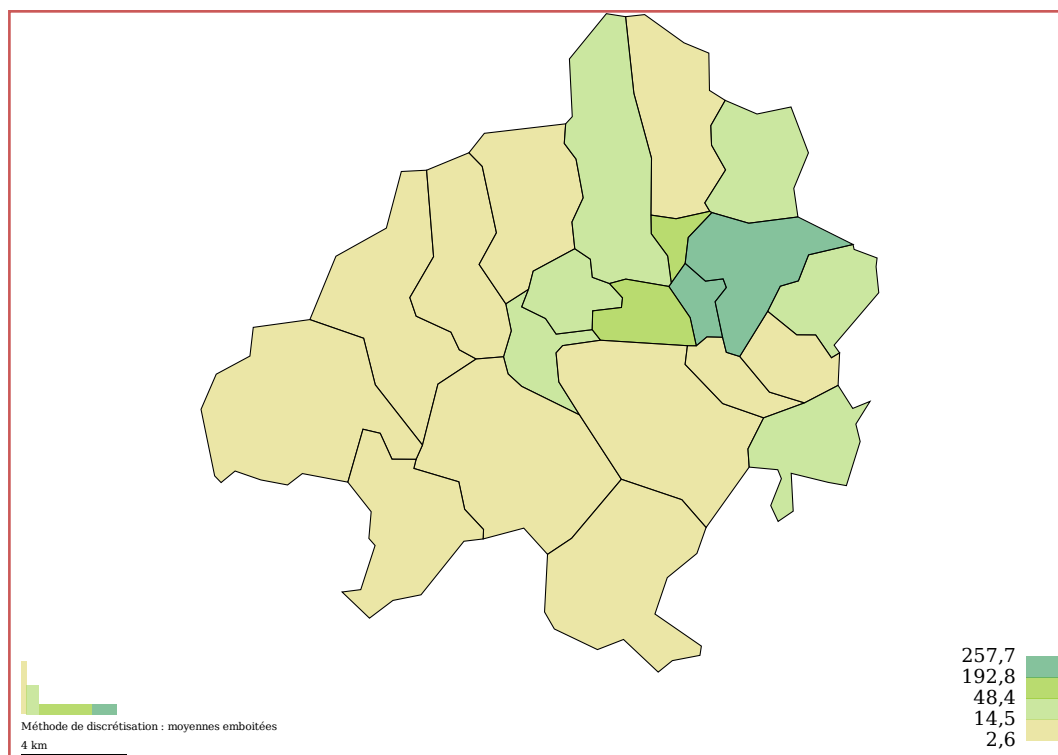 257,7
192,8
48,4
14,5
2,6
Méthode de discrétisation : moyennes emboitées
4 km